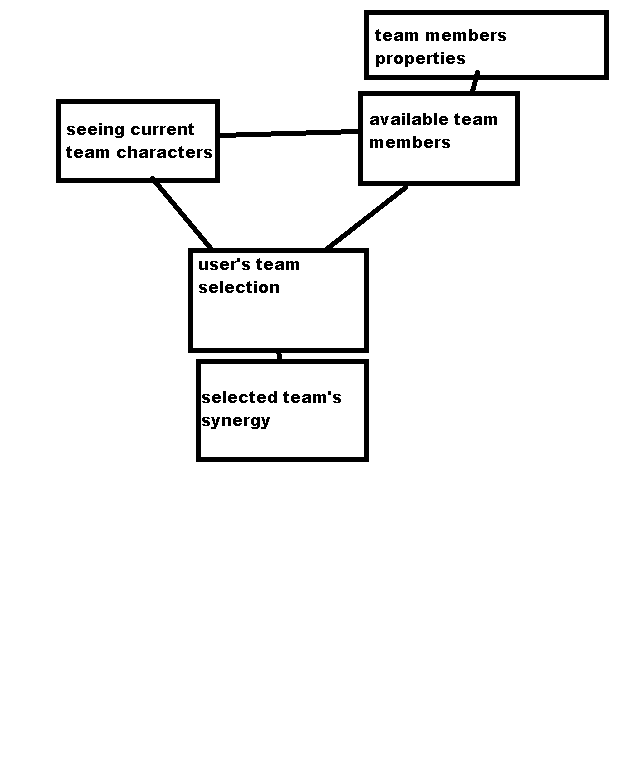 team members
properties
seeing current
team characters
available team
members
user's team
selection
selected team's
synergy